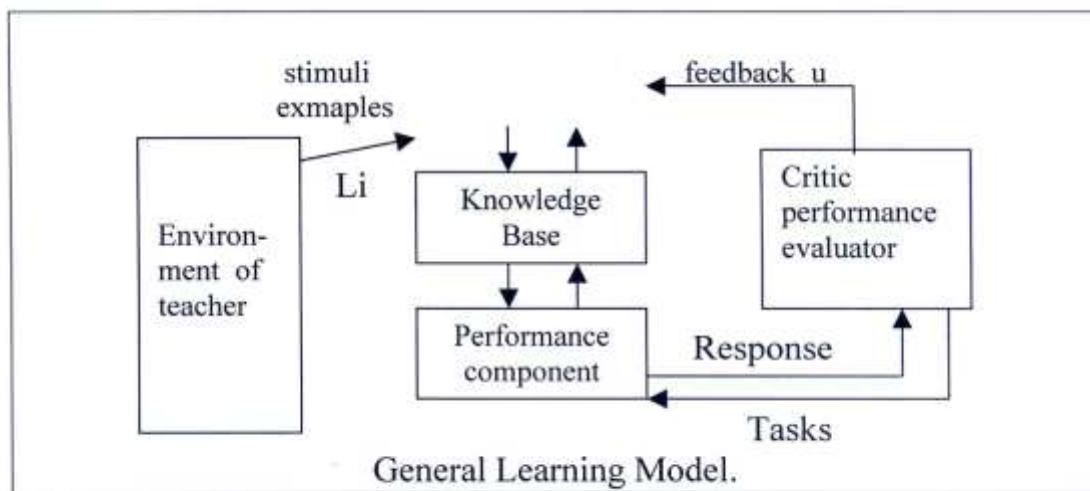 stimuli
exmaples
feedback u
Li
Environ-
ment of
teacher
Knowledge
Base
Critic
performance
evaluator
Performance
component
Response
Tasks
General Learning Model.